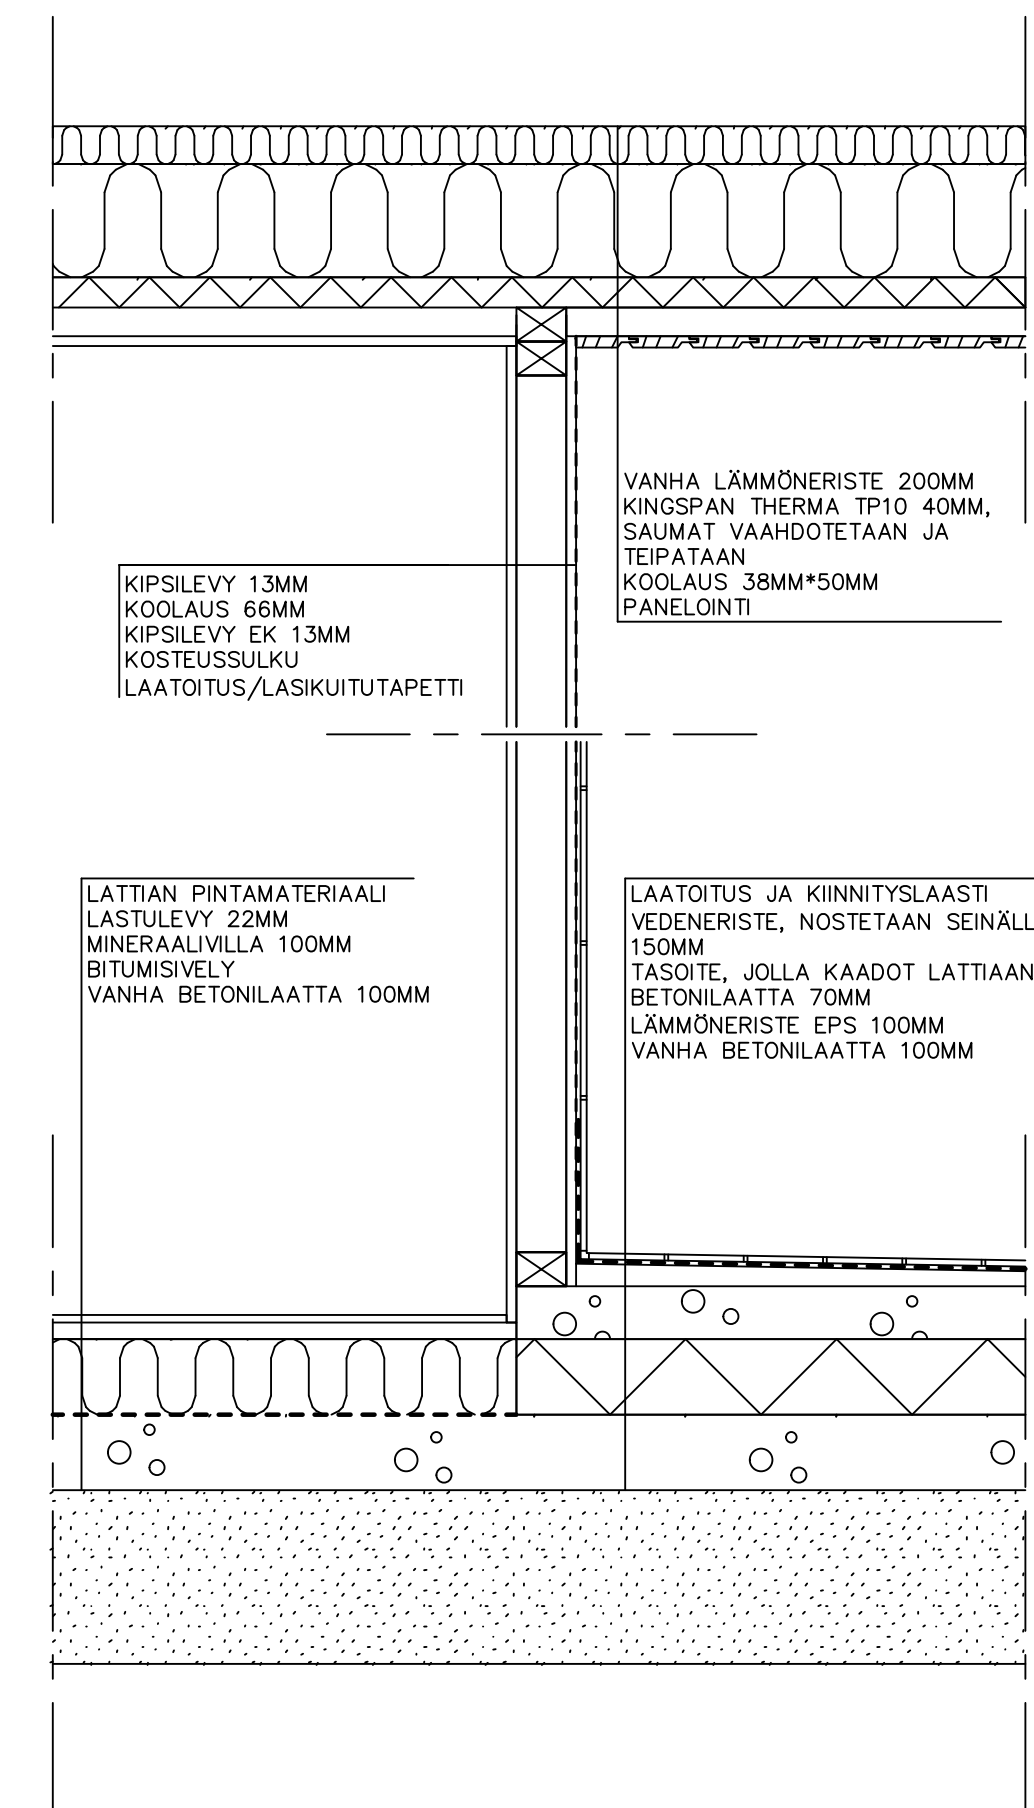 VANHA LÄMMÖNERISTE 200MM
KINGSPAN THERMA TP10 40MM,
SAUMAT VAAHDOTETAAN JA
TEIPATAAN
KOOLAUS 38MM*50MM
PANELOINTI
KIPSILEVY 13MM
KOOLAUS 66MM
KIPSILEVY EK 13MM
KOSTEUSSULKU
LAATOITUS/LASIKUITUTAPETTI
LATTIAN PINTAMATERIAALI
LASTULEVY 22MM
MINERAALIVILLA 100MM
BITUMISIVELY
VANHA BETONILAATTA 100MM
LAATOITUS JA KIINNITYSLAASTI
VEDENERISTE, NOSTETAAN SEINÄLL
150MM
TASOITE, JOLLA KAADOT LATTIAAN
BETONILAATTA 70MM
LÄMMÖNERISTE EPS 100MM
VANHA BETONILAATTA 100MM